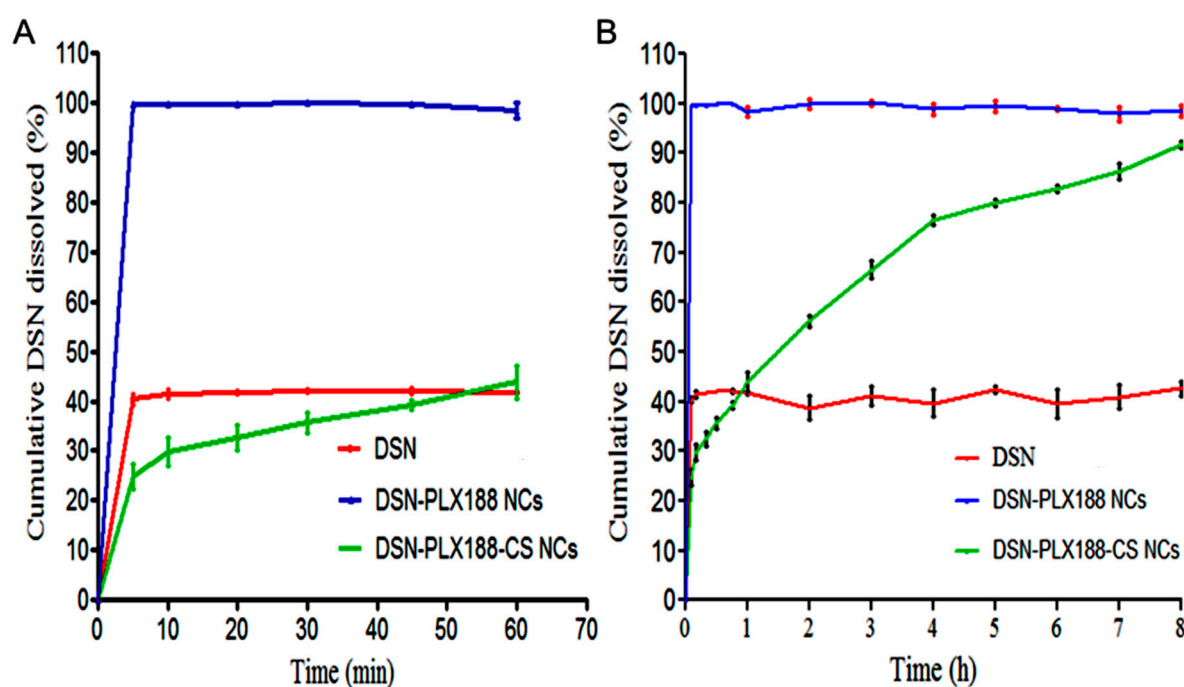 A
Cumulative DSN dissolved (%)
110
100
90
80
70
60
50
40
30
20
10
0
0 10 20 30 40 50 60 70
Time (min)
DSN
DSN-PLX188 NCs
DSN-PLX188-CS NCs
B
Cumulative DSN dissolved (%)
110
100
90
80
70
60
50
40
30
20
10
0
0 1 2 3 4 5 6 7 8
Time (h)
DSN
DSN-PLX188 NCs
DSN-PLX188-CS NCs